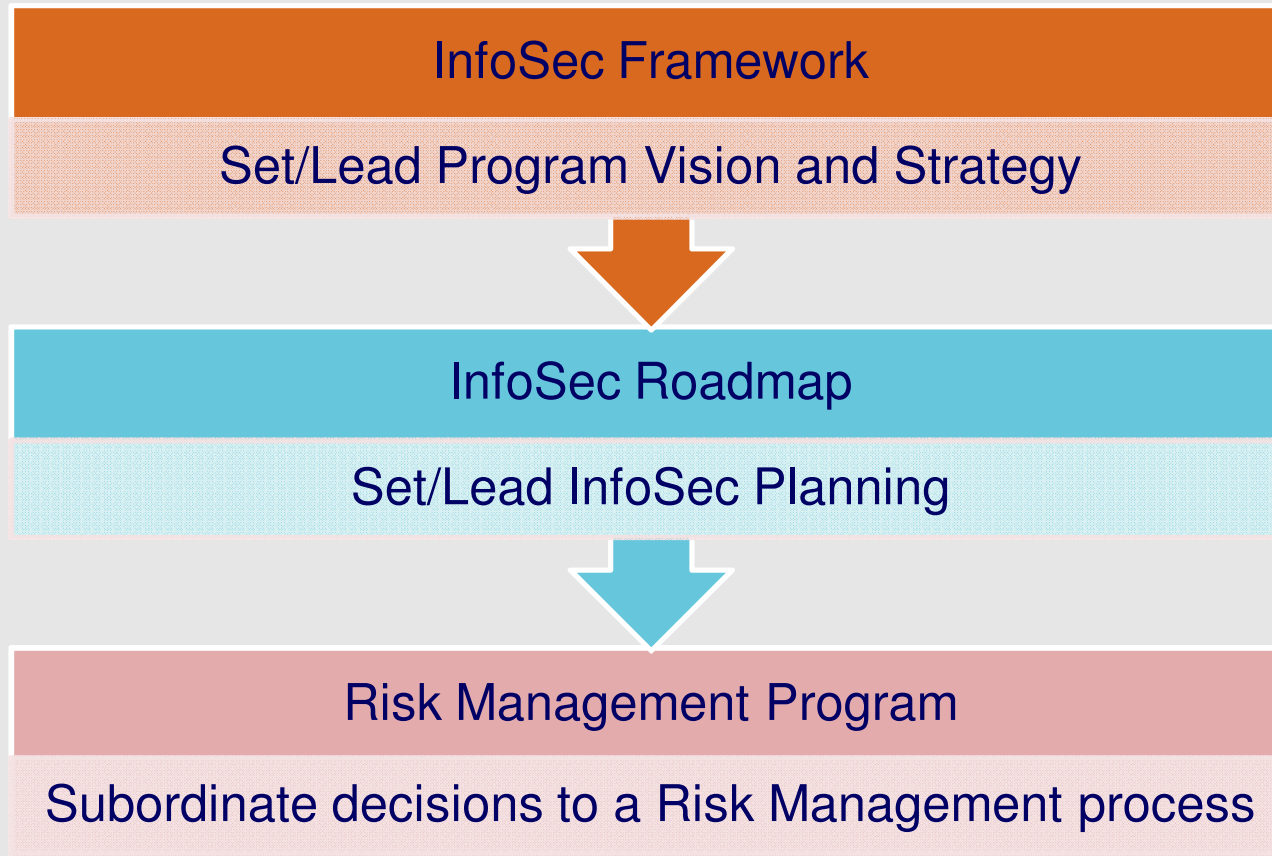 InfoSec Framework
Set/Lead Program Vision and Strategy
InfoSec Roadmap
Set/Lead InfoSec Planning
Risk Management Program
Subordinate decisions to a Risk Management process